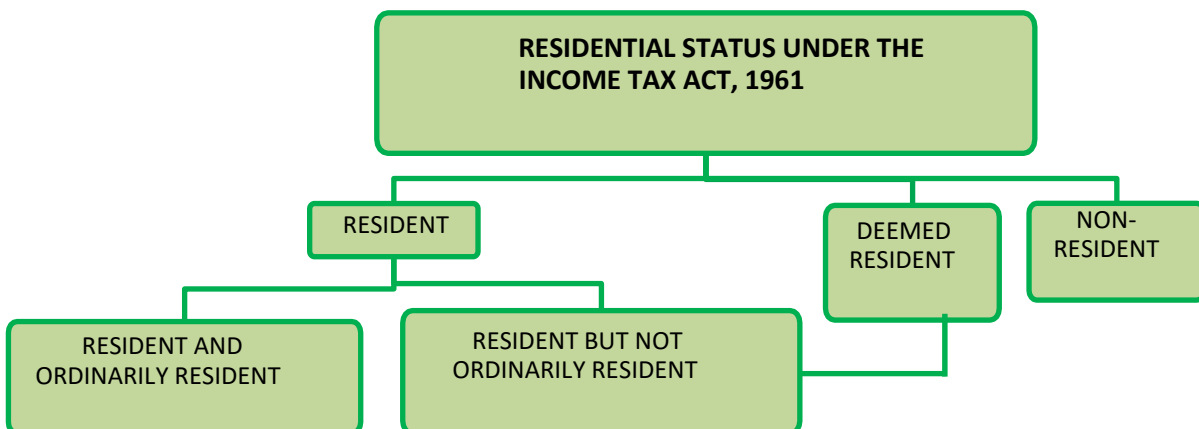 RESIDENTIAL STATUS UNDER THE
INCOME TAX ACT, 1961
RESIDENT
DEEMED
RESIDENT
NON-
RESIDENT
RESIDENT AND
ORDINARILY RESIDENT
RESIDENT BUT NOT
ORDINARILY RESIDENT